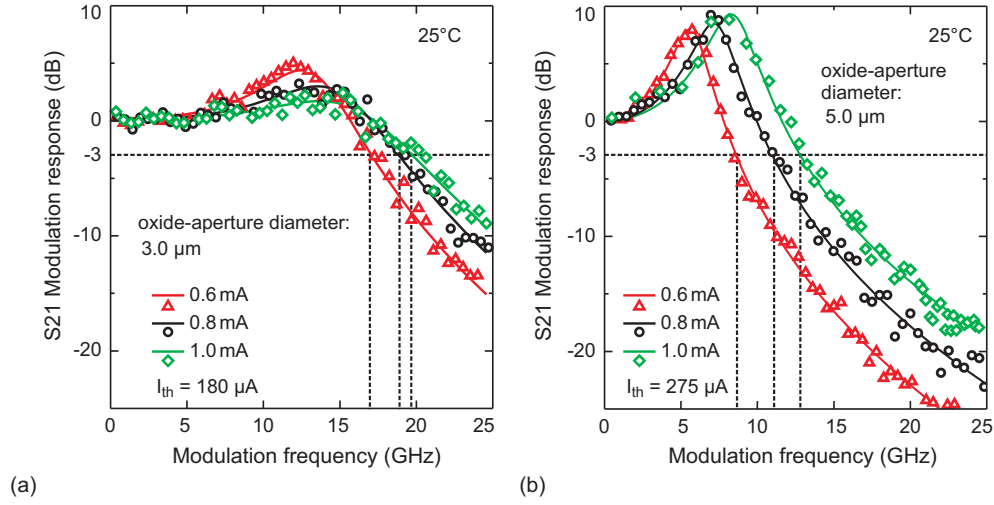 25°C
10
0
-3
-10
-20
S21 Modulation response (dB)
oxide-aperture diameter:
3.0 µm
0.6 mA
0.8 mA
1.0 mA
I_th = 180 µA
0 5 10 15 20 25
Modulation frequency (GHz)
(a)
25°C
oxide-aperture
diameter:
5.0 µm
10
0
-3
-10
-20
S21 Modulation response (dB)
0.6 mA
0.8 mA
1.0 mA
I_th = 275 µA
0 5 10 15 20 25
Modulation frequency (GHz)
(b)